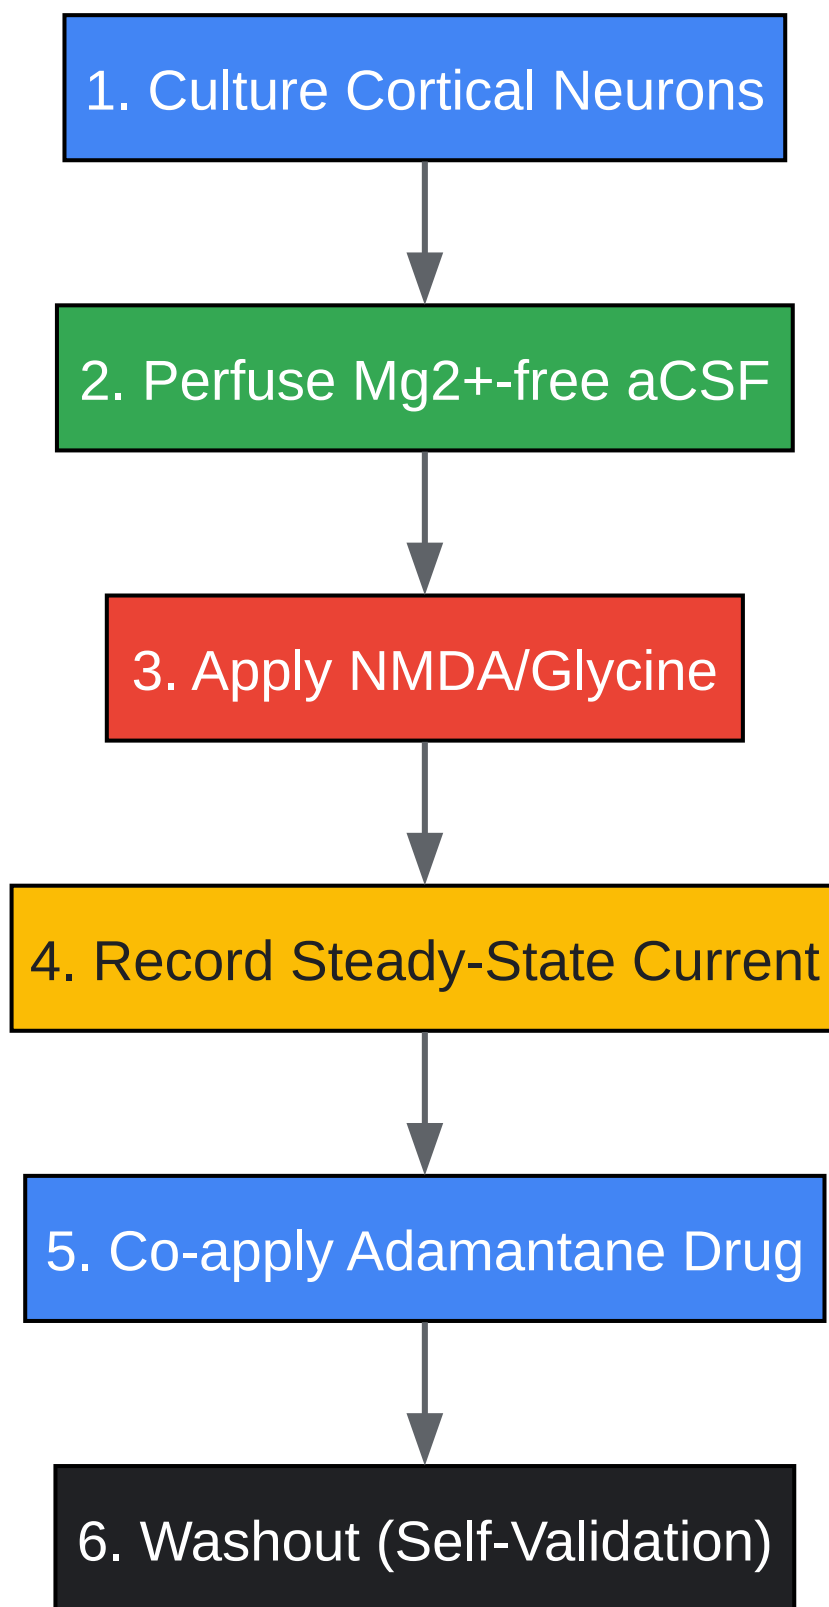 1. Culture Cortical Neurons
2. Perfuse Mg2+-free aCSF
3. Apply NMDA/Glycine
4. Record Steady-State Current
5. Co-apply Adamantane Drug
6. Washout (Self-Validation)